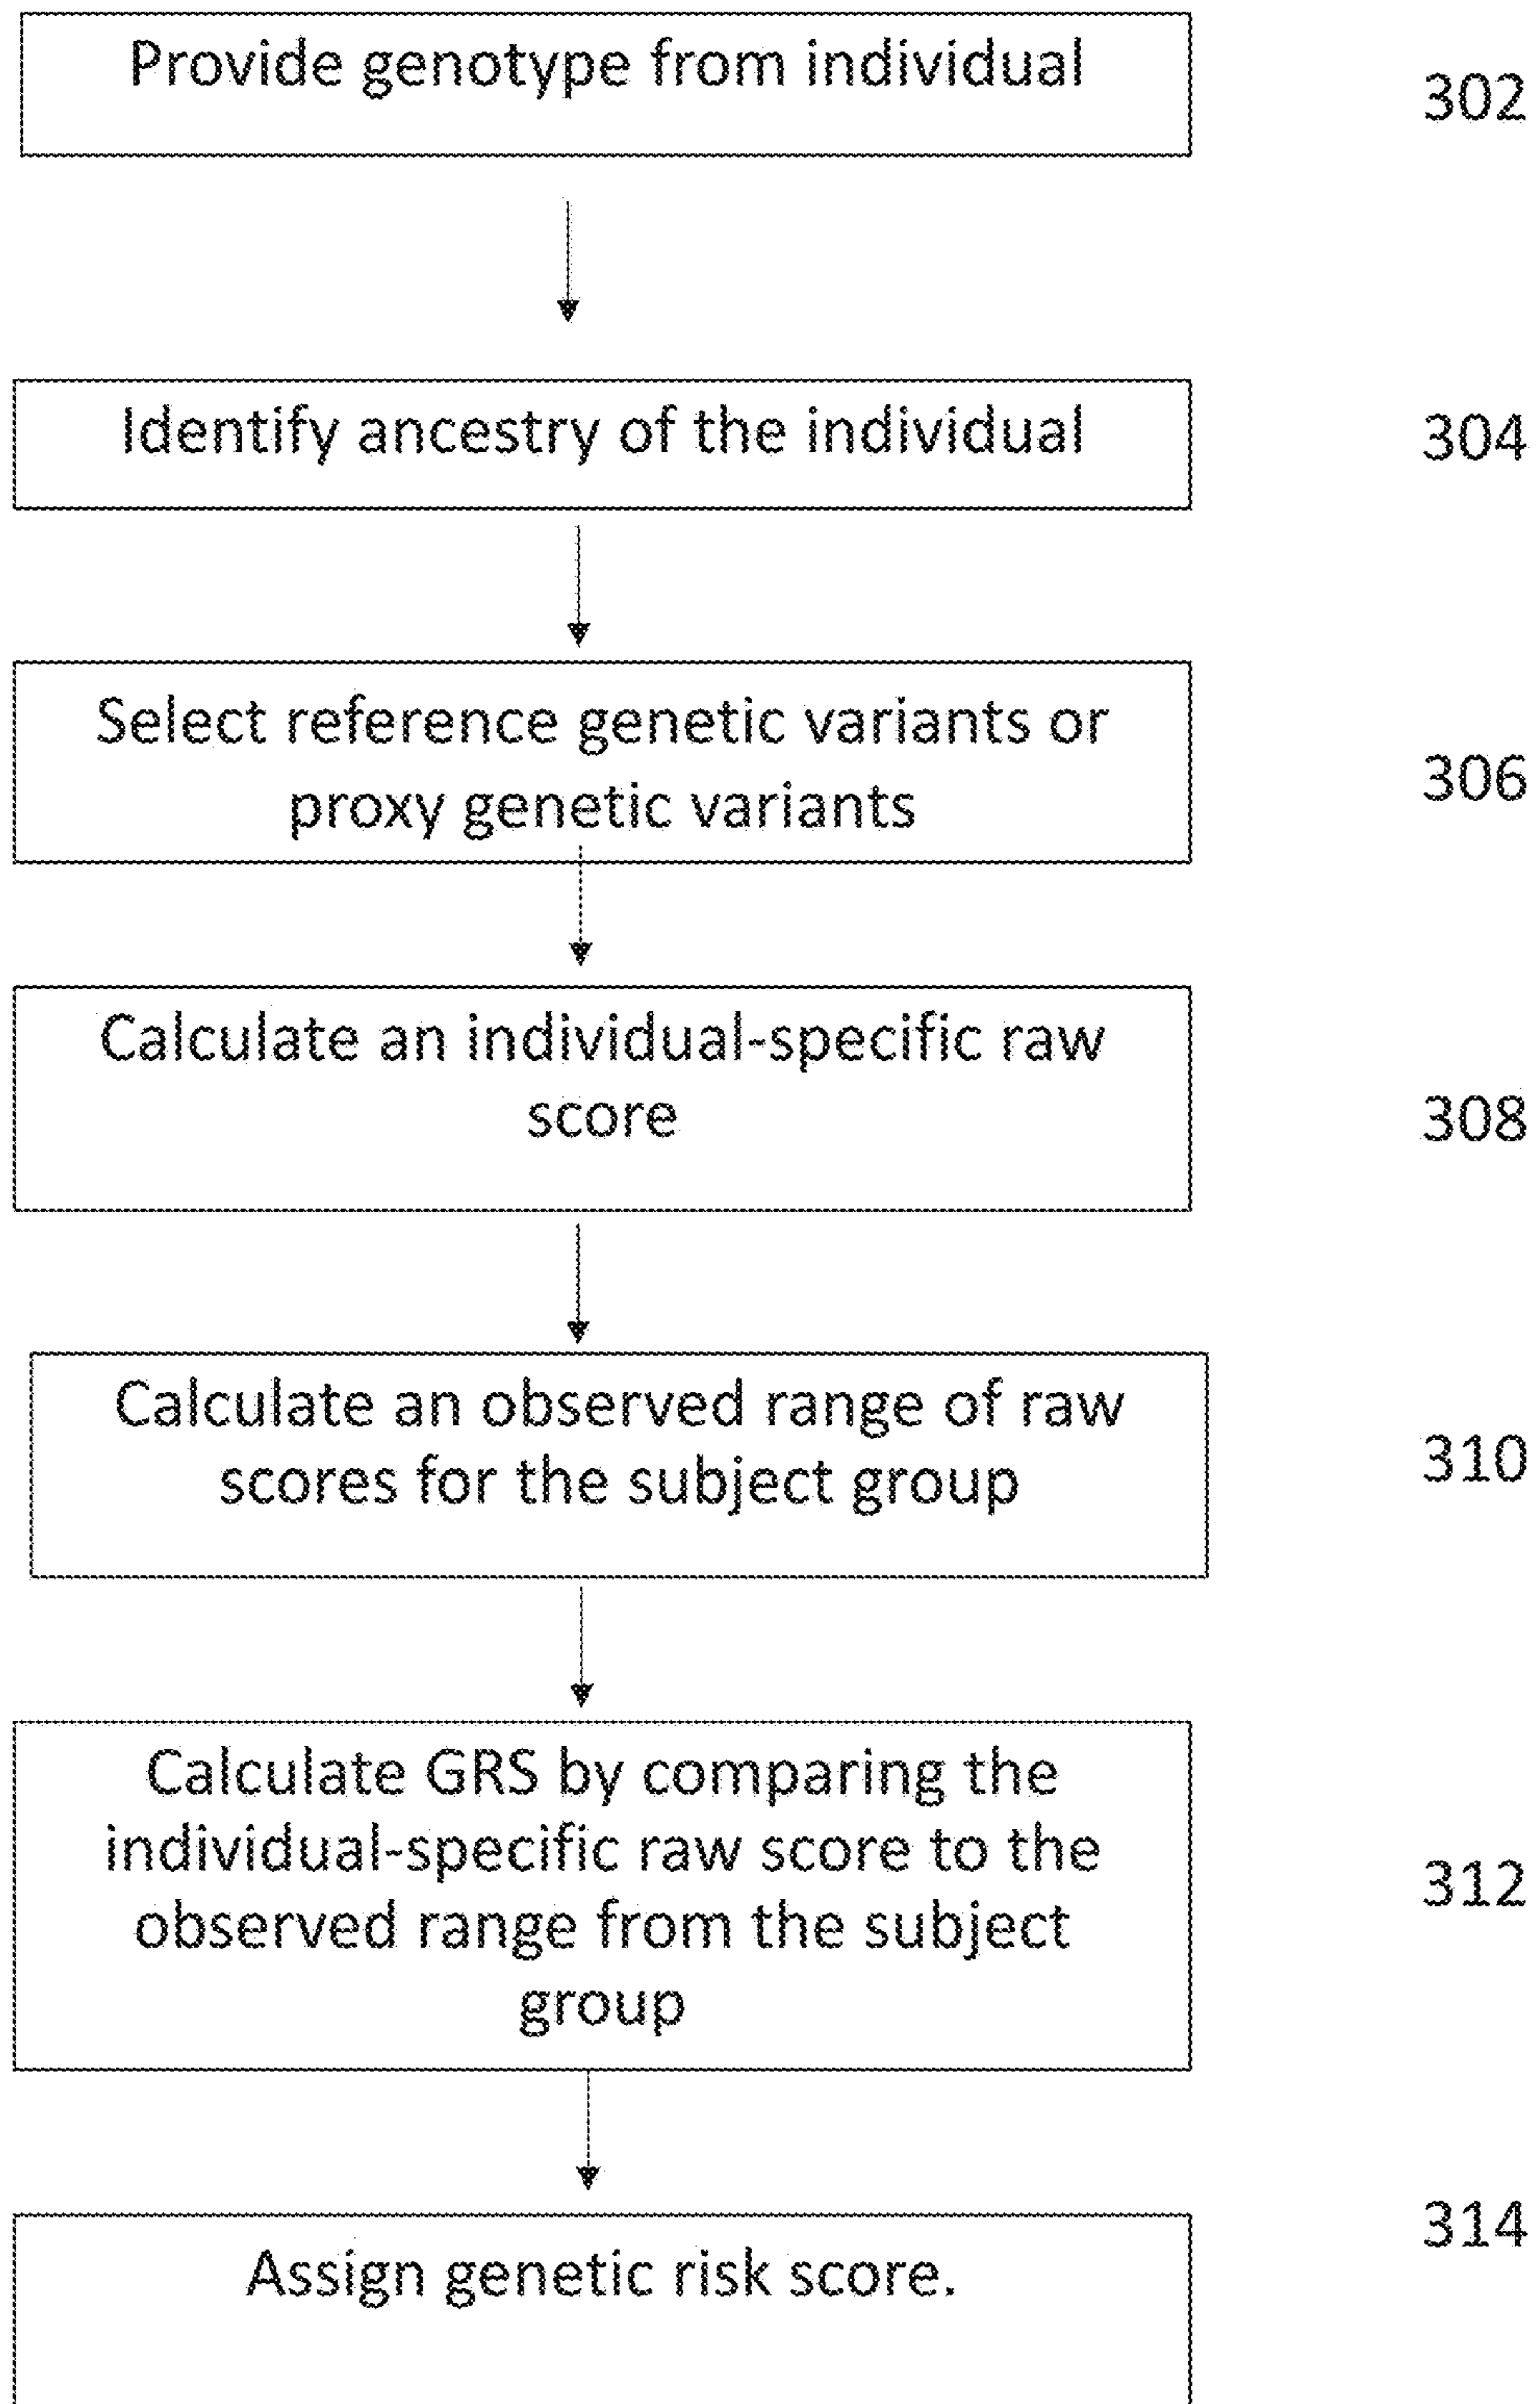 Provide genotype from individual
302
Identify ancestry of the individual
304
Select reference genetic variants or
proxy genetic variants
306
Calculate an individual-specific raw
score
308
Calculate an observed range of raw
scores for the subject group
310
Calculate GRS by comparing the
individual-specific raw score to the
observed range from the subject
group
312
Assign genetic risk score.
314